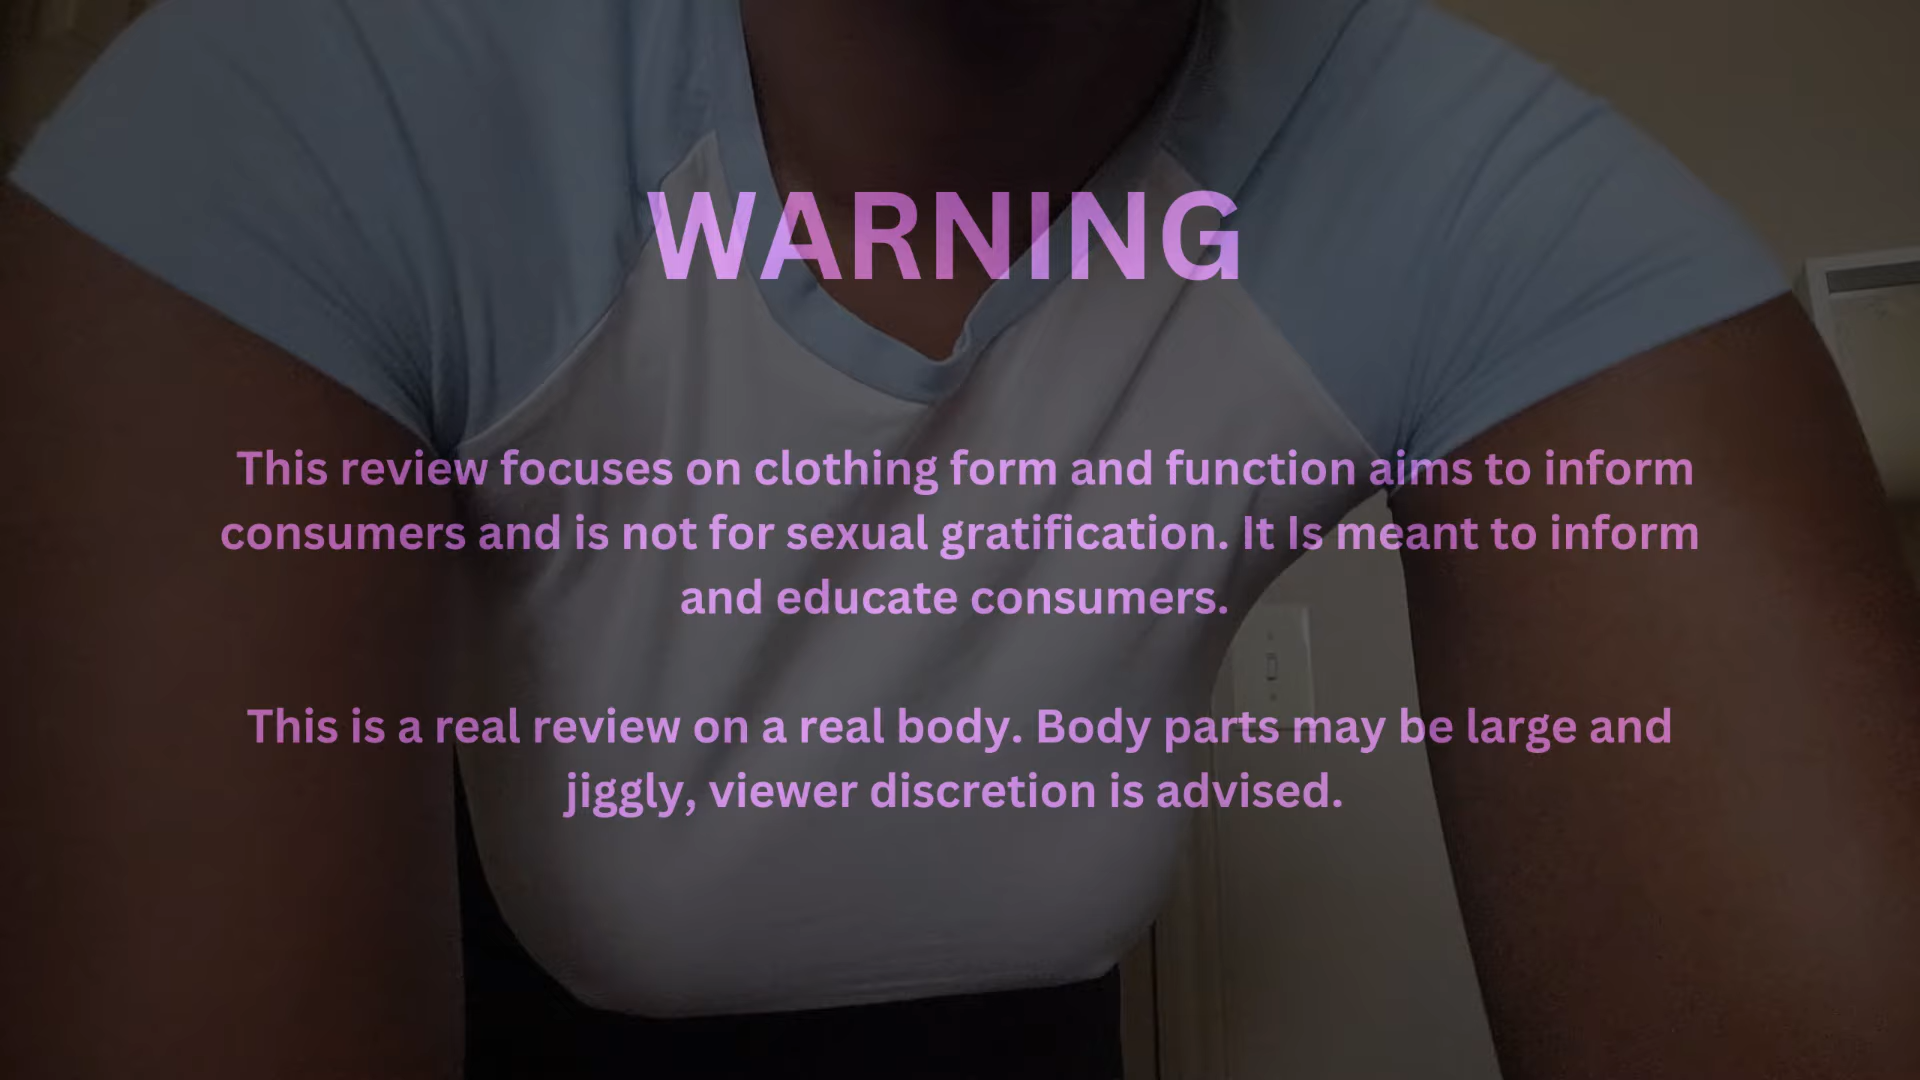 WARNING
This review focuses on clothing form and function aims to inform
consumers and is not for sexual gratification. It Is meant to inform
and educate consumers.
This is a real review on a real body. Body parts may be large and
jiggly, viewer discretion is advised.